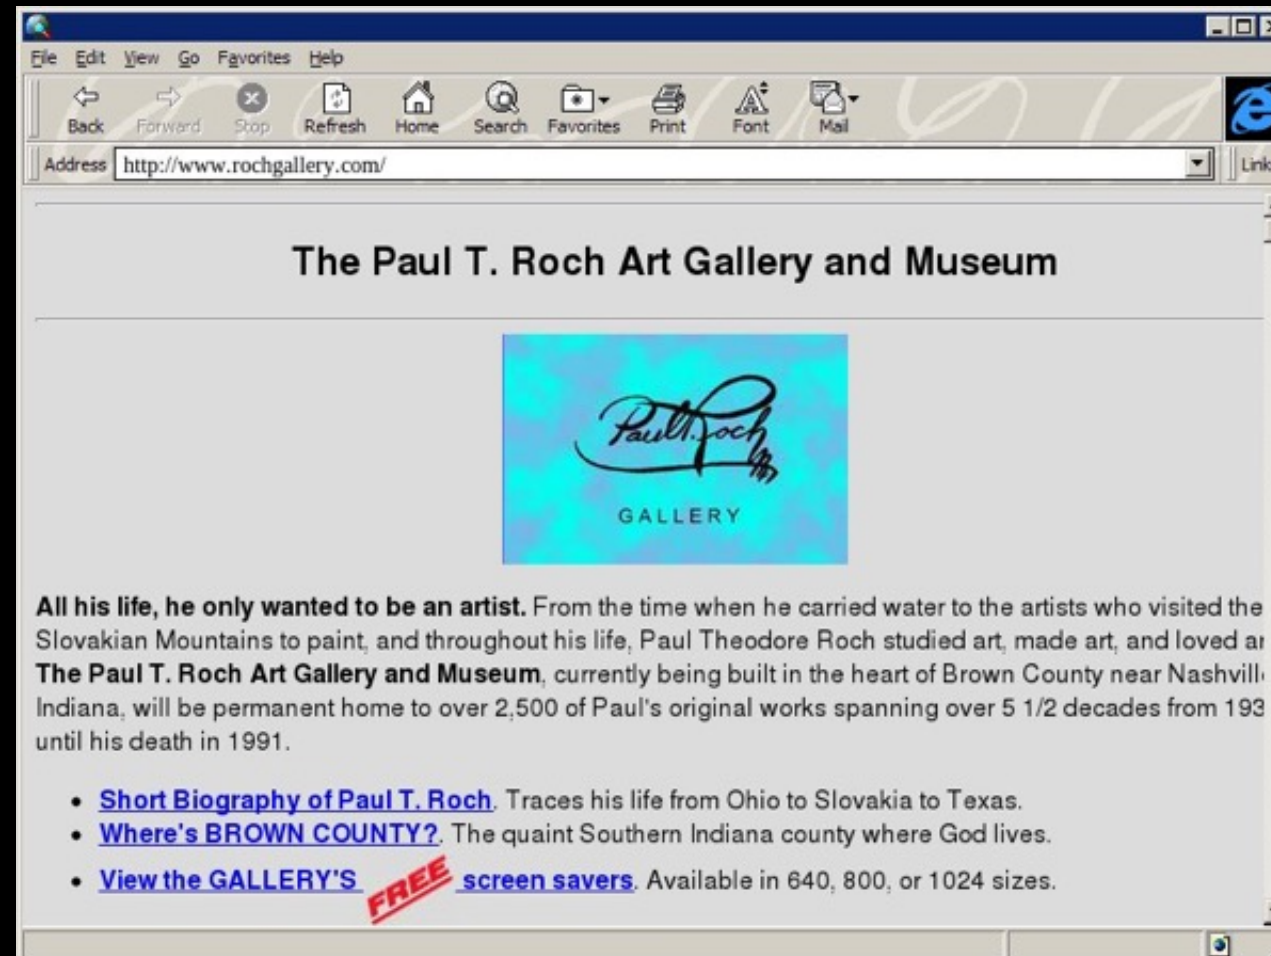 File Edit View Go Favorites Help
Back Forward Stop Refresh Home Search Favorites Print Font Mail
Address http://www.rochgallery.com/ Link
The Paul T. Roch Art Gallery and Museum
Paul T. Roch
GALLERY
All his life, he only wanted to be an artist. From the time when he carried water to the artists who visited the
Slovakian Mountains to paint, and throughout his life, Paul Theodore Roch studied art, made art, and loved
The Paul T. Roch Art Gallery and Museum, currently being built in the heart of Brown County near
Indiana, will be permanent home to over 2,500 of Paul's original works spanning over 5 1/2 decades from
until his death in 1991.
• Short Biography of Paul T. Roch. Traces his life from Ohio to Slovakia to Texas.
• Where's BROWN COUNTY?. The quaint Southern Indiana county where God lives.
• View the GALLERY'S FREE screen savers. Available in 640, 800, or 1024 sizes.